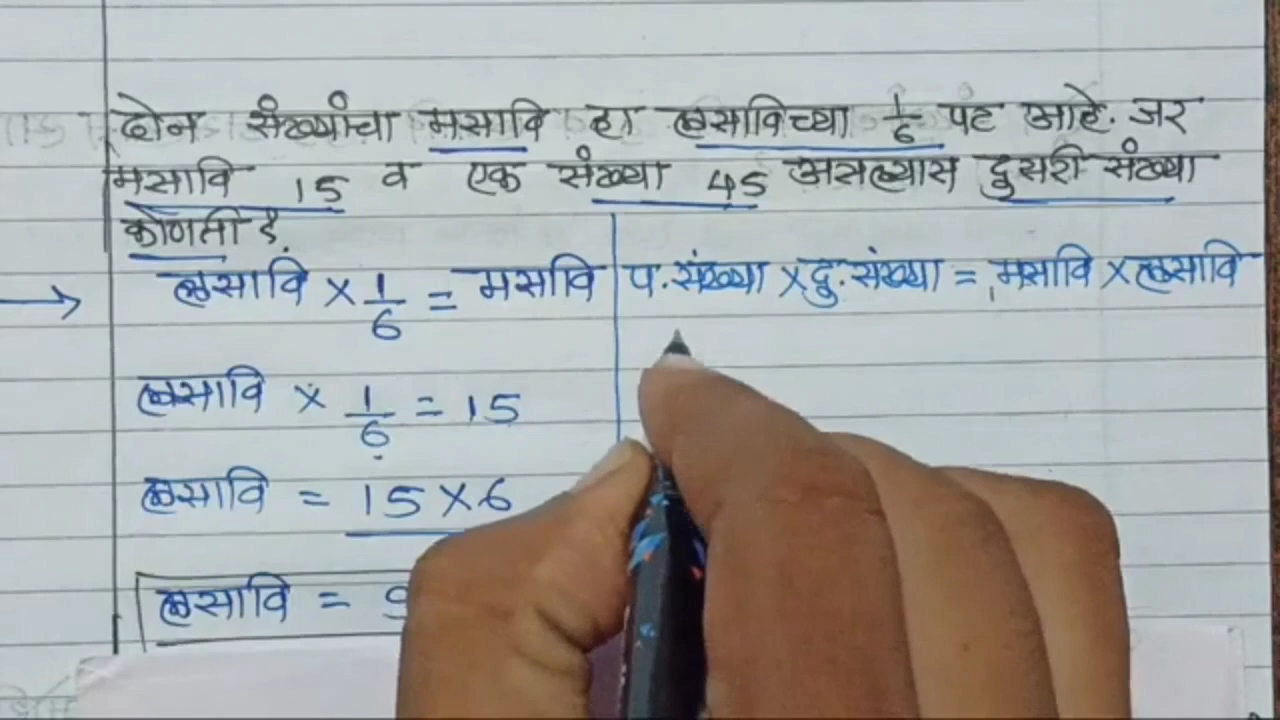 दोन संख्यांचा मसावि हा लसाविच्या 1/6 पट आहे. जर
मसावि 15 व एक संख्या 45 असल्यास दुसरी संख्या
कोणती है.
लसावि × 1/6 = मसावि
लसावि × 1/6 = 15
लसावि = 15 × 6
लसावि = 9
प. संख्या × दु. संख्या = मसावि × लसावि